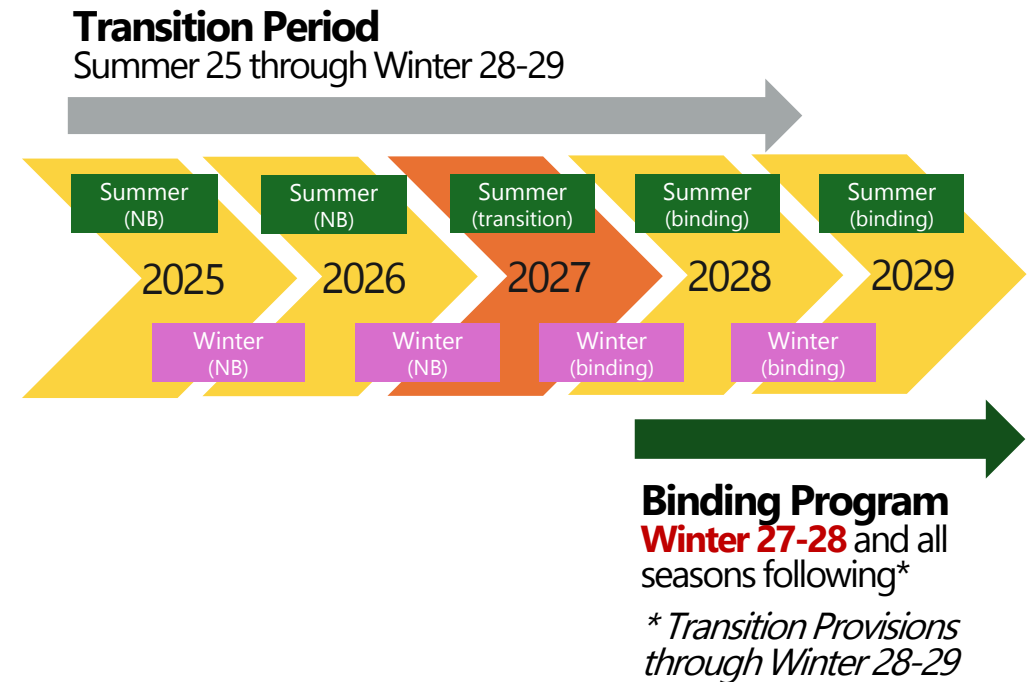 Transition Period
Summer 25 through Winter 28-29
Summer
(NB)
Summer
(NB)
Summer
(transition)
Summer
(binding)
Summer
(binding)
2025
2026
2027
2028
2029
Winter
(NB)
Winter
(NB)
Winter
(binding)
Winter
(binding)
Binding Program
Winter 27-28 and all
seasons following*
* Transition Provisions
through Winter 28-29